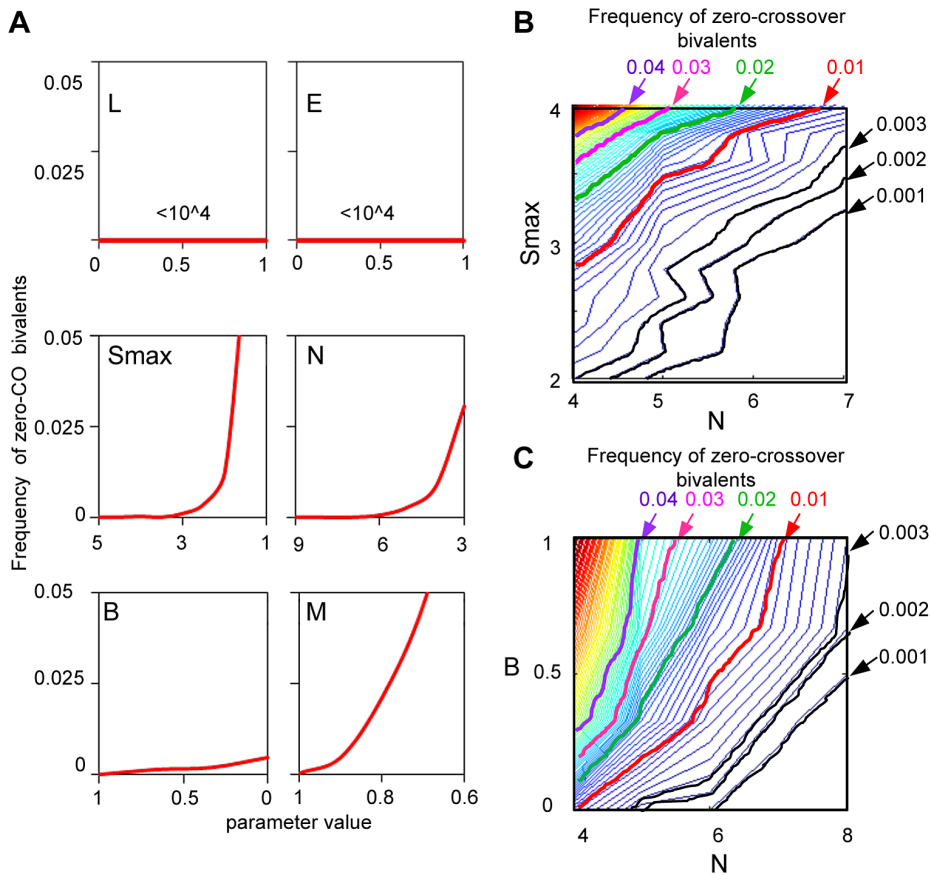 A
Frequency of zero-CO bivalents
0.05
0.025
0
L
<10^4
0
0.5
1
E
<10^4
0
0.5
1
0.05
0.025
0
Smax
5
3
1
N
9
6
3
0.05
0.025
0
B
1
0.5
0
M
1
0.8
0.6
parameter value
B
Frequency of zero-crossover
bivalents
0.04
0.03
0.02
0.01
0.003
0.002
0.001
Smax
4
3
2
4
5
6
7
N
C
Frequency of zero-crossover
bivalents
0.04
0.03
0.02
0.01
0.003
0.002
0.001
B
1
0.5
0
4
6
8
N